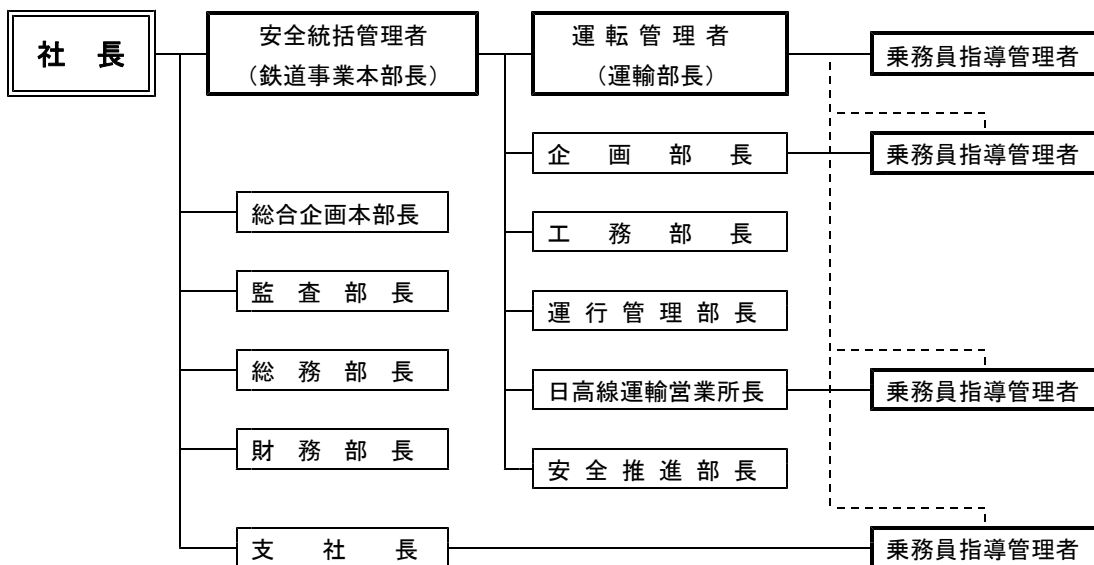 社 長
安全統括管理者
(鉄道事業本部長)
運 転 管 理 者
(運輸部長)
乗務員指導管理者
企 画 部 長
乗務員指導管理者
総合企画本部長
工 務 部 長
監 査 部 長
運 行 管 理 部 長
総 務 部 長
日高線運輸営業所長
乗務員指導管理者
財 務 部 長
安 全 推 進 部 長
支 社 長
乗務員指導管理者